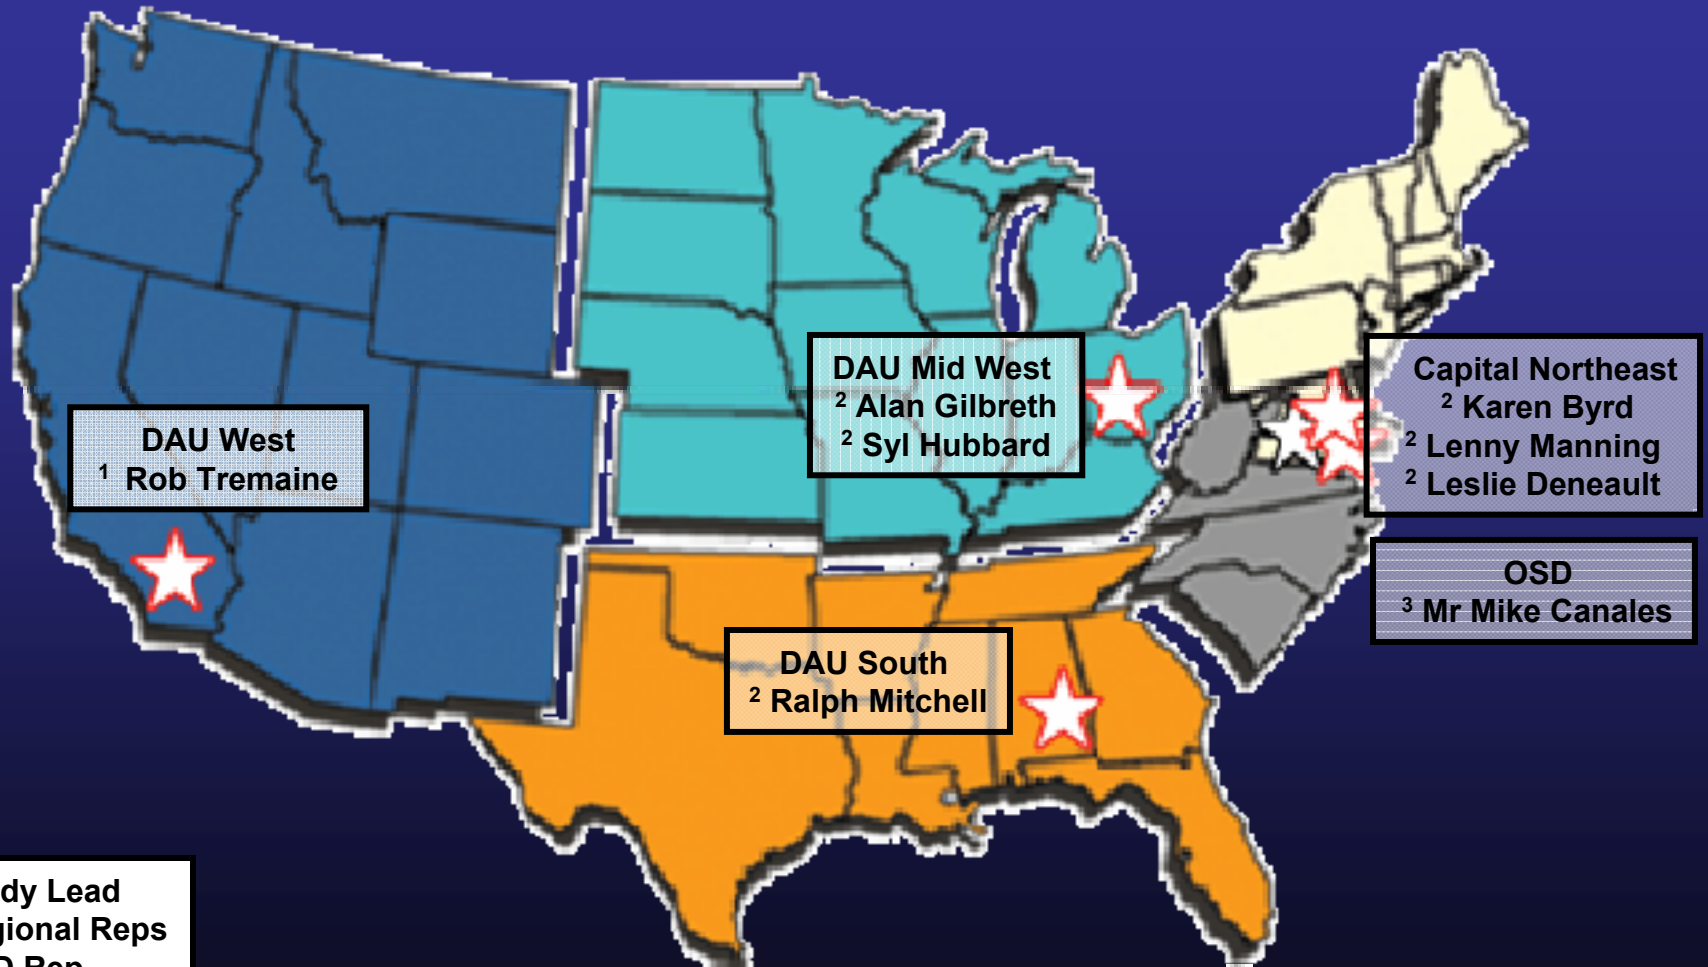 DAU West
1 Rob Tremaine
DAU Mid West
2 Alan Gilbreth
2 Syl Hubbard
Capital Northeast
2 Karen Byrd
2 Lenny Manning
2 Leslie Deneault
OSD
3 Mr Mike Canales
DAU South
2 Ralph Mitchell
dy Lead
gional Reps
D Rep